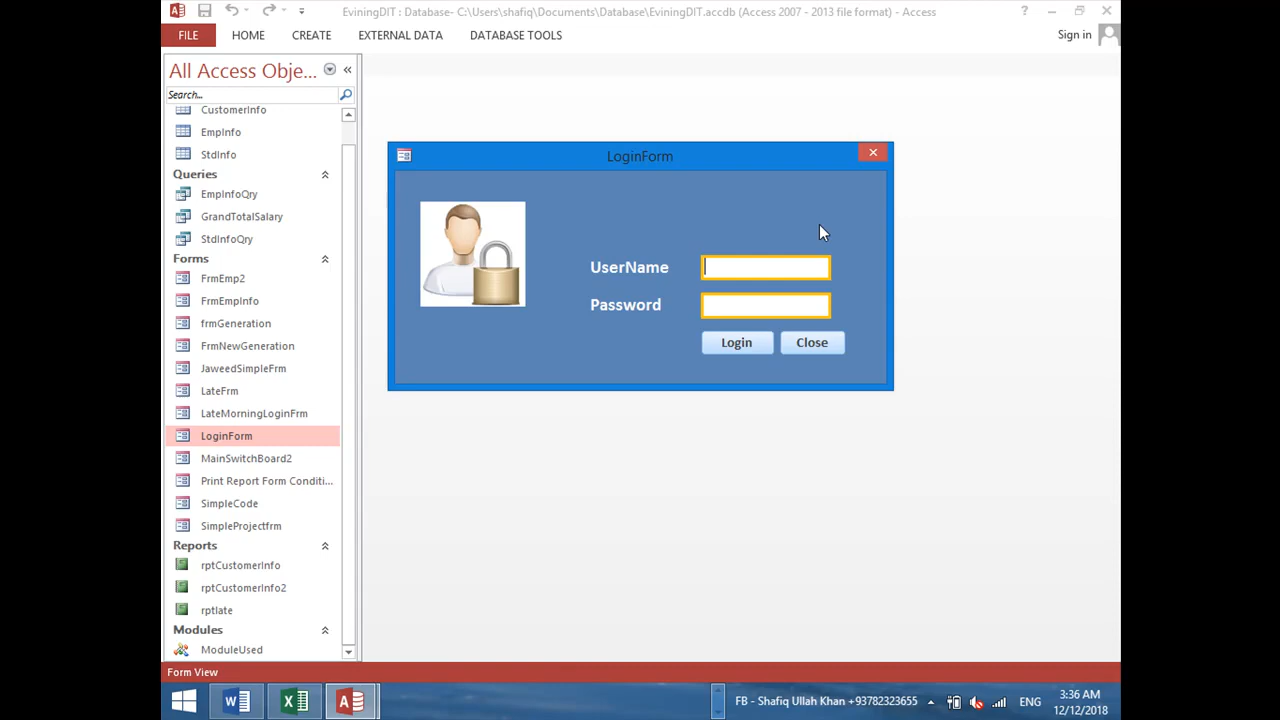 EviningDIT : Database- C:\Users\shafiq\Documents\Database\EviningDIT.accdb (Access 2007 - 2013 file format) - Access
?
FILE HOME CREATE EXTERNAL DATA DATABASE TOOLS Sign in
All Access Obje...
Search...
CustomerInfo
EmpInfo
StdInfo
Queries
EmpInfoQry
GrandTotalSalary
StdInfoQry
Forms
FrmEmp2
FrmEmpInfo
frmGeneration
FrmNewGeneration
JaweedSimpleFrm
LateFrm
LateMorningLoginFrm
LoginForm
MainSwitchBoard2
Print Report Form Conditi...
SimpleCode
SimpleProjectfrm
Reports
rptCustomerInfo
rptCustomerInfo2
rptlate
Modules
ModuleUsed
LoginForm
UserName
Password
Login Close
Form View
FB - Shafiq Ullah Khan +93782323655 ENG 3:36 AM
12/12/2018